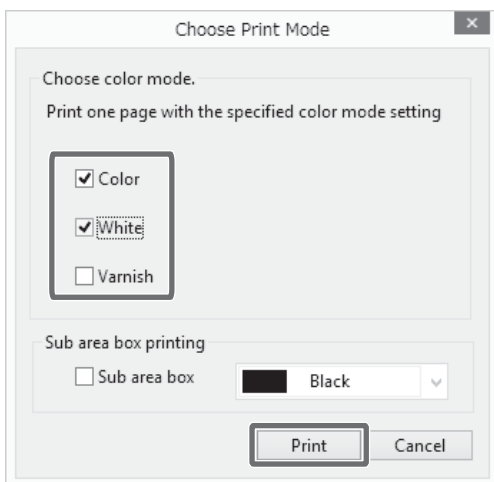 Choose Print Mode
Choose color mode.
Print one page with the specified color mode setting
Color
White
Varnish
Sub area box printing
Sub area box Black
Print Cancel